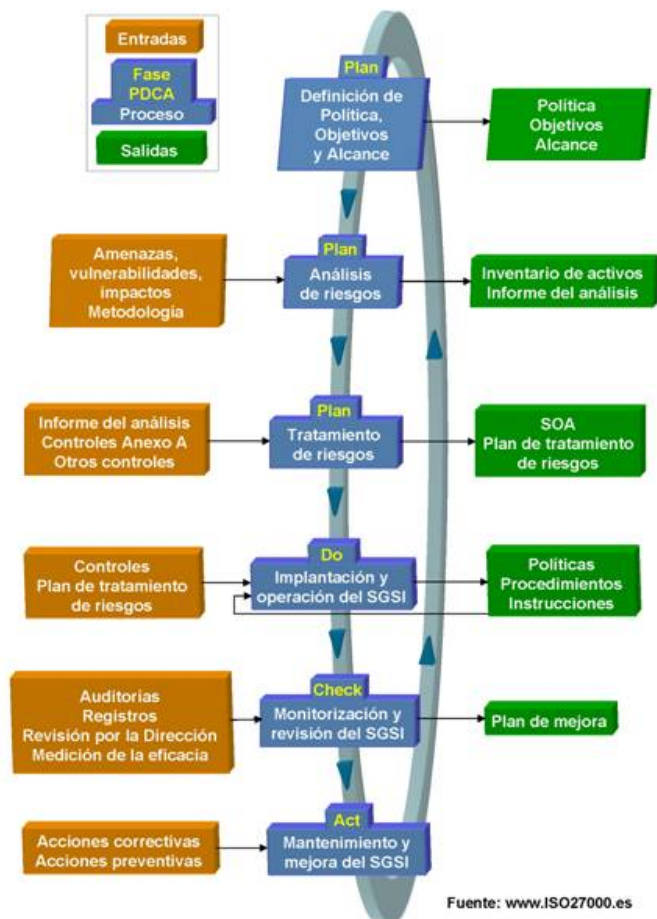 Entradas
Fase
PDCA
Proceso
Salidas
Plan
Definición de
Política,
Objetivos
y Alcance
Política
Objetivos
Alcance
Amenazas,
vulnerabilidades,
impactos
Metodología
Plan
Análisis
de riesgos
Inventario de activos
Informe del análisis
Informe del análisis
Controles Anexo A
Otros controles
Plan
Tratamiento
de riesgos
SOA
Plan de tratamiento
de riesgos
Controles
Plan de tratamiento
de riesgos
Do
Implantación y
operación del SGSI
Políticas
Procedimientos
Instrucciones
Auditorias
Registros
Revisión por la Dirección
Medición de la eficacia
Check
Monitorización y
revisión del SGSI
Plan de mejora
Acciones correctivas
Acciones preventivas
Act
Mantenimiento y
mejora del SGSI
Fuente: www.ISO27000.es